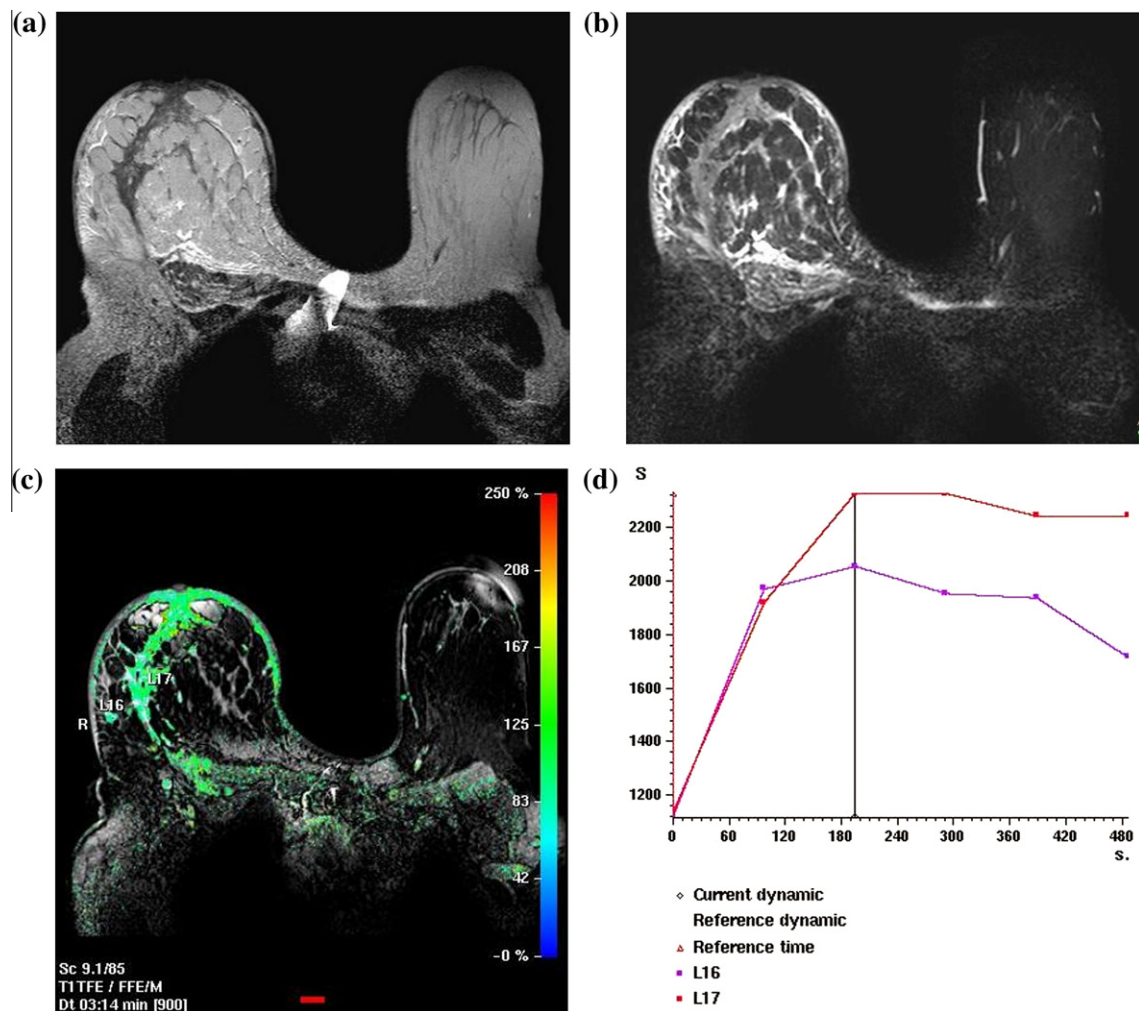 (a)
(b)
(c)
250 %
208
167
125
83
42
-0 %
L17
L16
R
Sc 9.1/85
T1TFE / FFE/M
Dt 03:14 min [900]
(d)
S
2200
2000
1800
1600
1400
1200
0 60 120 180 240 300 360 420 480
s.
Current dynamic
Reference dynamic
Reference time
L16
L17